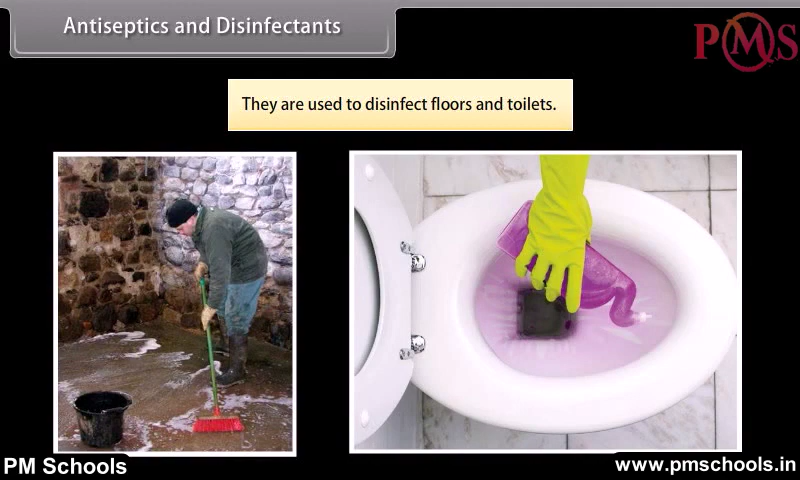 Antiseptics and Disinfectants
PMS
They are used to disinfect floors and toilets.
PM Schools
www.pmschools.in